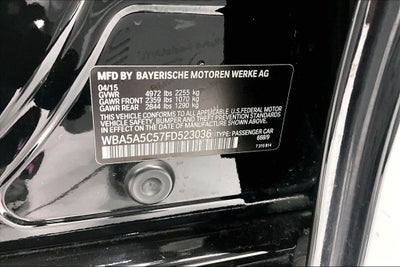 MFD BY BAYERISCHE MOTOREN WERKE AG
04/15
GVWR 4972 lbs 2255 kg
GAWR FRONT 2359 lbs 1070 kg
GAWR REAR 2844 lbs 1290 kg
THIS VEHICLE CONFORMS TO ALL APPLICABLE U.S. FEDERAL MOTOR
VEHICLE SAFETY, BUMPER AND THEFT PREVENTION STANDARDS
IN EFFECT ON THE DATE OF MANUFACTURE SHOWN ABOVE.
WBA5A5C57FD523036 TYPE: PASSENGER CAR
668/9